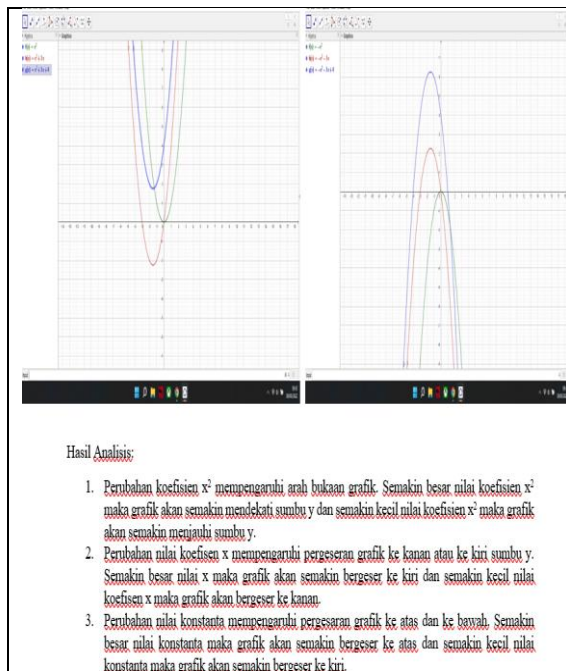 Hasil Analisis:
1. Perubahan koefisien x² mempengaruhi arah bukaan grafik. Semakin besar nilai koefisien x²
maka grafik akan semakin mendekati sumbu y dan semakin kecil nilai koefisien x² maka grafik
akan semakin menjauhi sumbu y.
2. Perubahan nilai koefisen x mempengaruhi pergeseran grafik ke kanan atau ke kiri sumbu y.
Semakin besar nilai x maka grafik akan semakin bergeser ke kiri dan semakin kecil nilai
koefisen x maka grafik akan bergeser ke kanan.
3. Perubahan nilai konstanta mempengaruhi pergesaran grafik ke atas dan ke bawah. Semakin
besar nilai konstanta maka grafik akan semakin bergeser ke atas dan semakin kecil nilai
konstanta maka grafik akan semakin bergeser ke kiri.